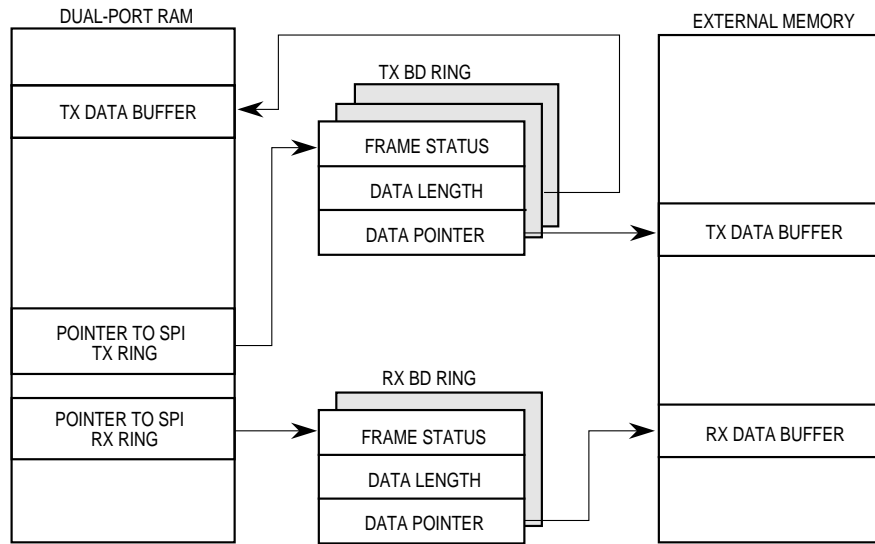 DUAL-PORT RAM
EXTERNAL MEMORY
TX BD RING
TX DATA BUFFER
FRAME STATUS
DATA LENGTH
DATA POINTER
TX DATA BUFFER
POINTER TO SPI
TX RING
RX BD RING
POINTER TO SPI
RX RING
FRAME STATUS
RX DATA BUFFER
DATA LENGTH
DATA POINTER